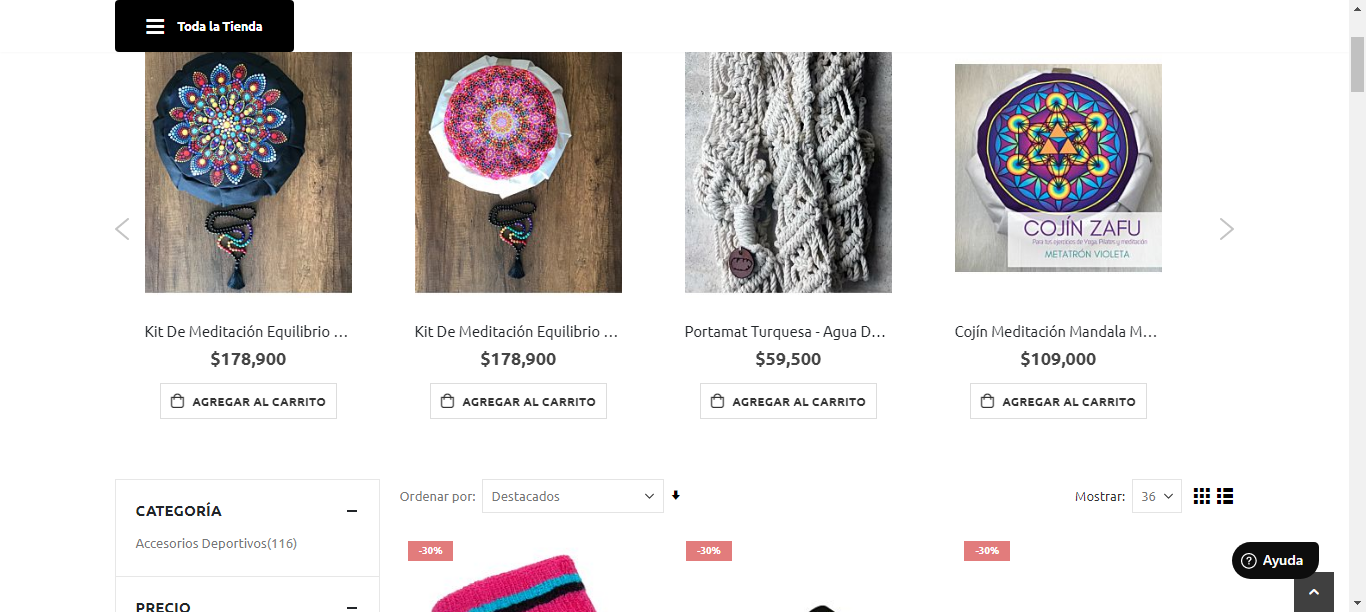 Toda la Tienda
COJÍN ZAFU
Para tus ejercicios de Yoga, Pilates y meditación
METATRÓN VIOLETA
Kit De Meditación Equilibrio ...
Kit De Meditación Equilibrio ...
Portamat Turquesa - Agua D...
Cojín Meditación Mandala M...
$178,900
$178,900
$59,500
$109,000
AGREGAR AL CARRITO
AGREGAR AL CARRITO
AGREGAR AL CARRITO
AGREGAR AL CARRITO
CATEGORÍA
Accesorios Deportivos(116)
PRECIO
Ordenar por: Destacados
Mostrar: 36
-30%
-30%
-30%
Ayuda